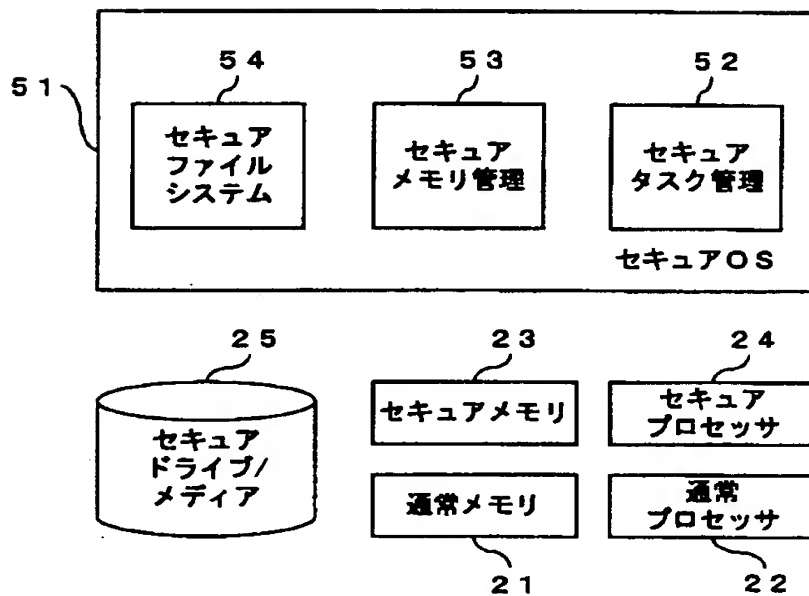 54
53
52
51
セキュア
ファイル
システム
セキュア
メモリ管理
セキュア
タスク管理
セキュアOS
25
23
24
セキュア
ドライブ/
メディア
セキュアメモリ
セキュア
プロセッサ
通常メモリ
通常
プロセッサ
21
22